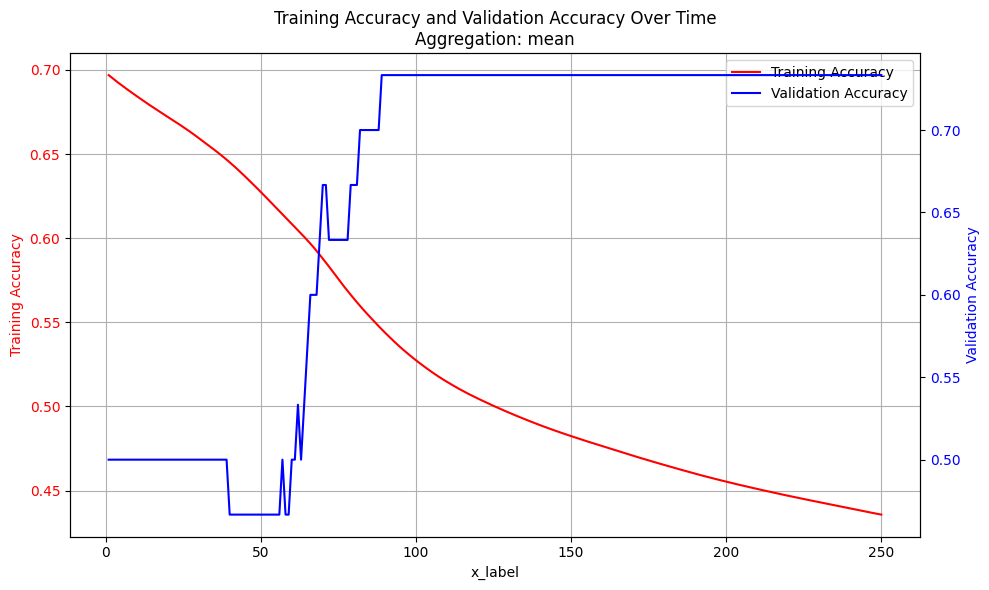 Training Accuracy and Validation Accuracy Over Time
Aggregation: mean
Training Accuracy
Validation Accuracy
0.70
0.65
0.60
0.55
0.50
0.45
Training Accuracy
0.70
0.65
0.60
0.55
0.50
Validation Accuracy
0
50
100
150
200
250
x_label